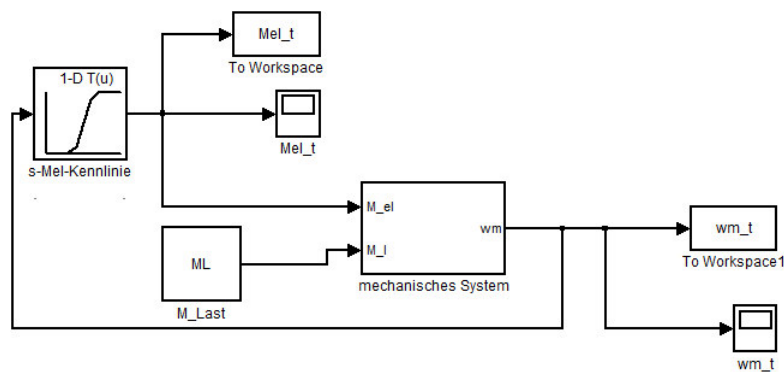 Mel_t
To Workspace
1-D T(u)
s-Mel-Kennlinie
Mel_t
M_el
M_l
wm
mechanisches System
ML
M_Last
wm_t
To Workspace1
wm_t